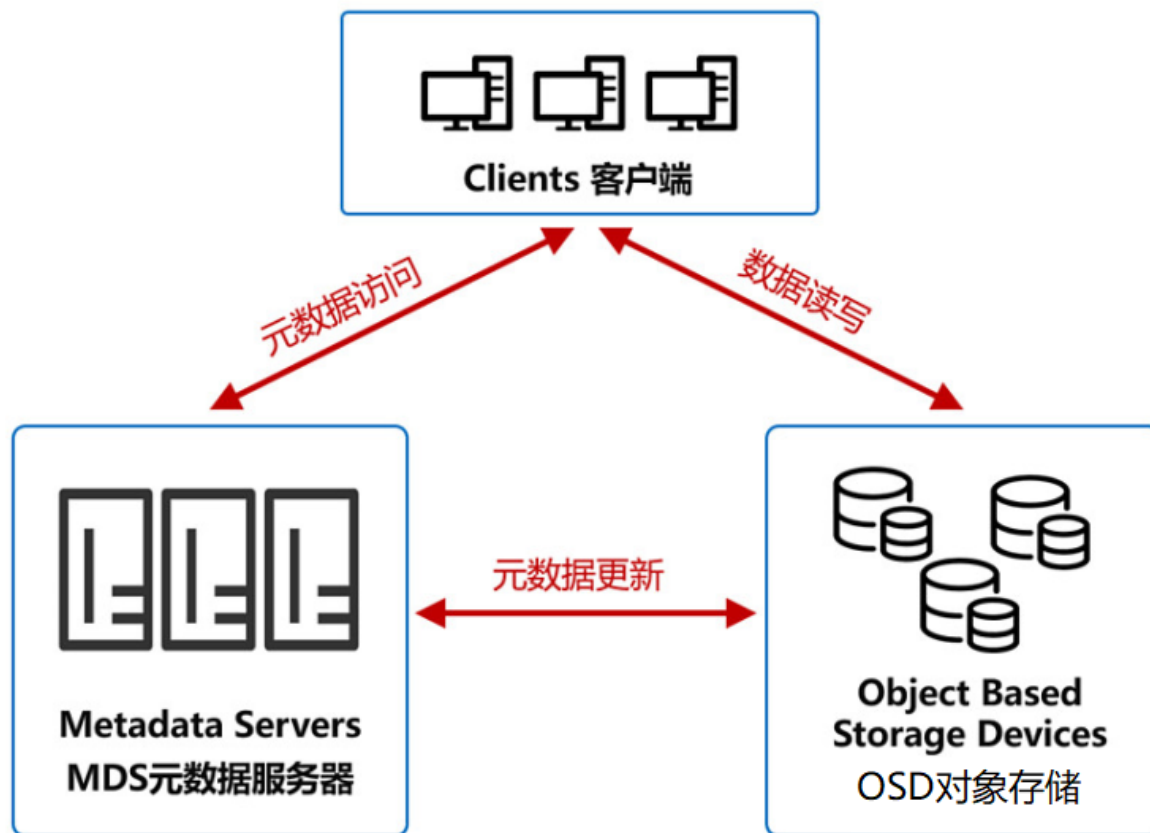 Clients 客户端
元数据访问
数据读写
元数据更新
Metadata Servers
MDS元数据服务器
Object Based
Storage Devices
OSD对象存储